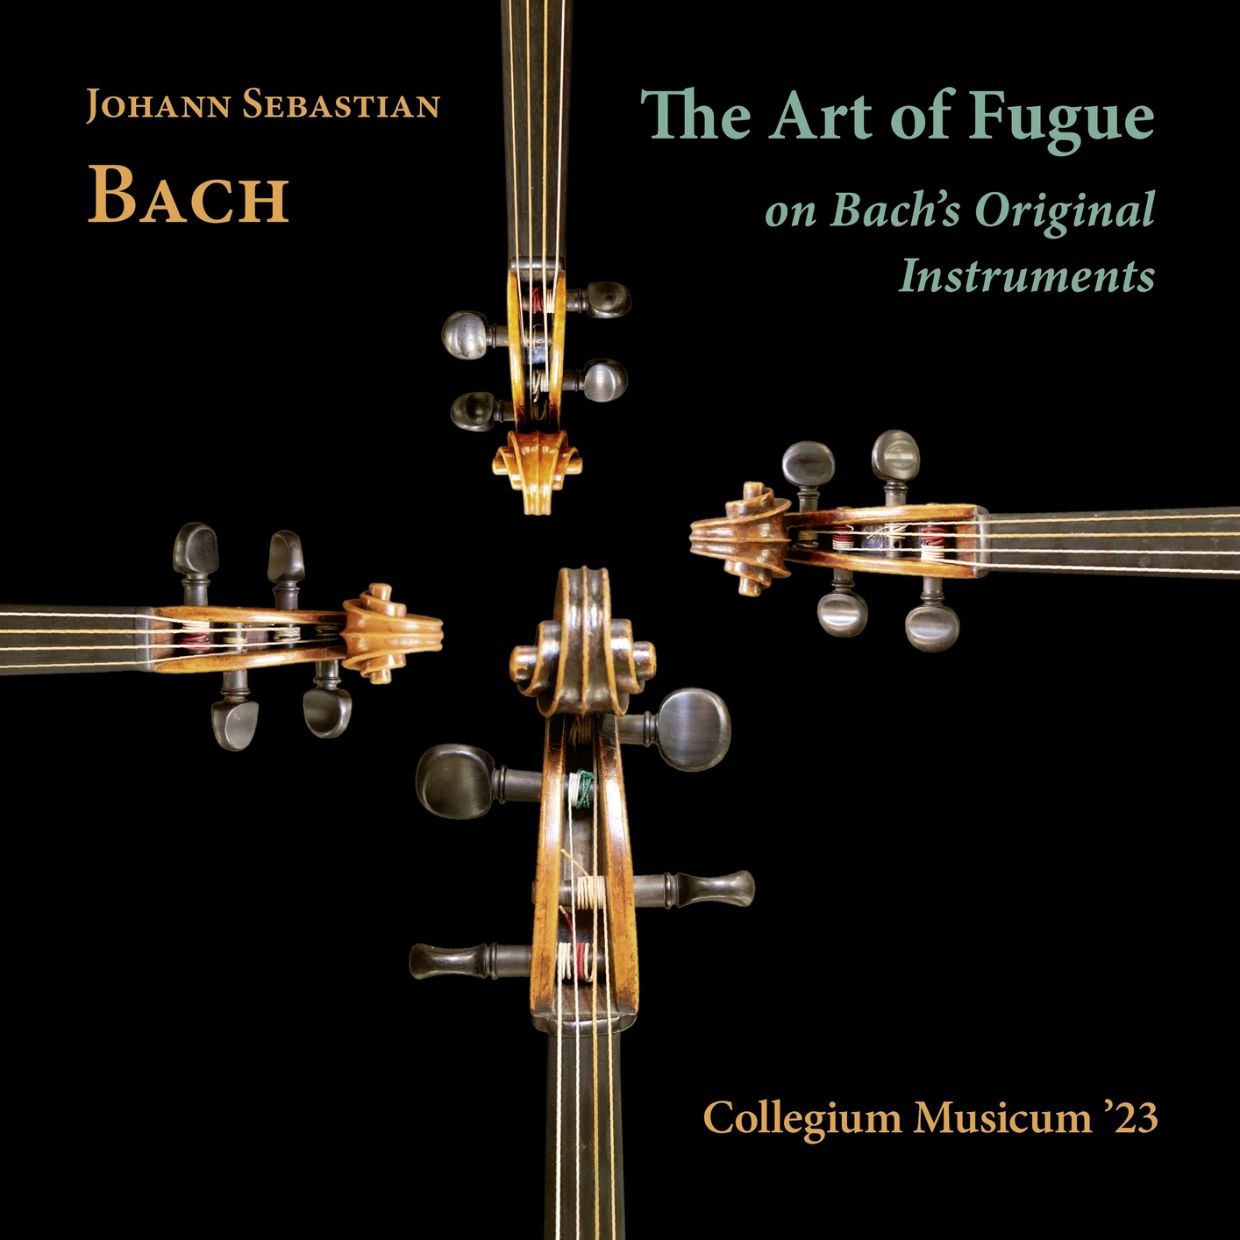 Johann Sebastian
Bach
The Art of Fugue
on Bach’s Original
Instruments
Collegium Musicum ’23